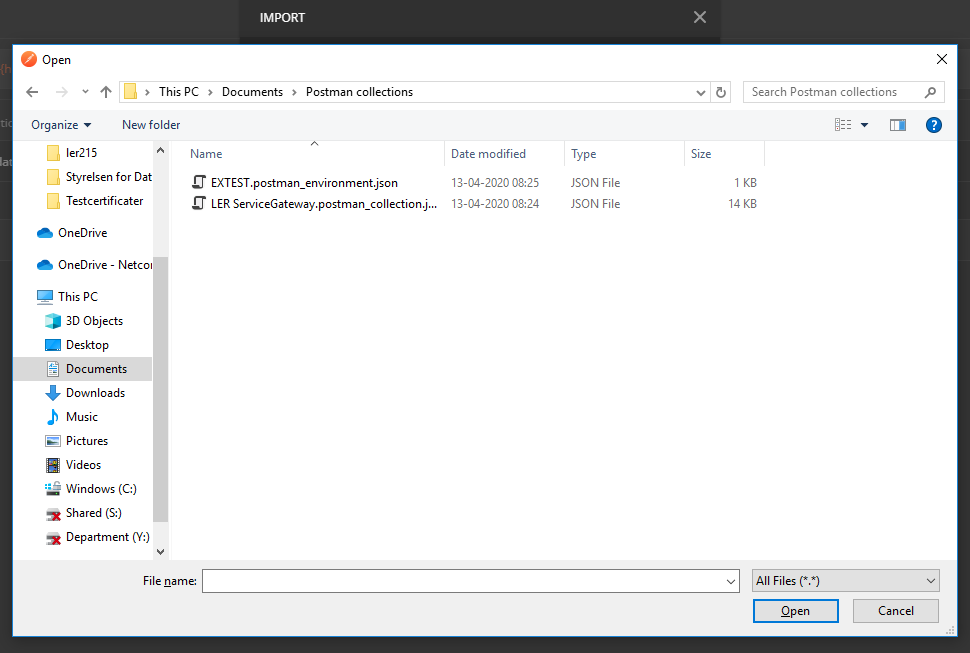 IMPORT
Open
This PC
Documents
Postman collections
Search Postman collections
Organize
New folder
Name
Date modified
Type
Size
ler215
Styrelsen for Dat
Testcertificater
OneDrive
OneDrive - Netcon
This PC
3D Objects
Desktop
Documents
Downloads
Music
Pictures
Videos
Windows (C:)
Shared (S:)
Department (Y:)
EXTEST.postman_environment.json 13-04-2020 08:25 JSON File 1 KB
LER ServiceGateway.postman_collection.j... 13-04-2020 08:24 JSON File 14 KB
File name:
All Files (*.*)
Open
Cancel